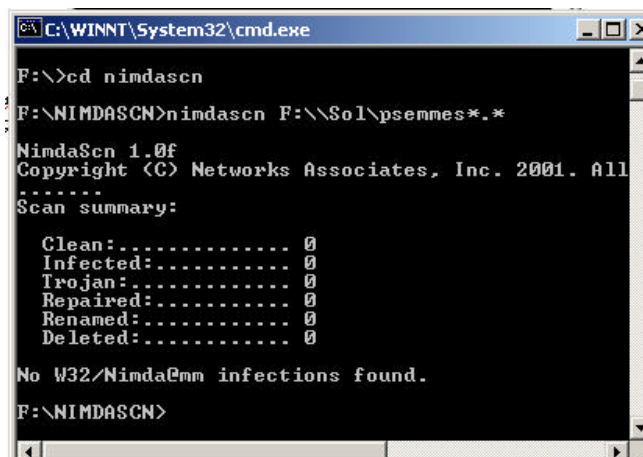 C:\WINNT\System32\cmd.exe
F:\>cd nimdascn
F:\NIMDASCN>nimdascn F:\\Sol\psemmes*.*
NimdaScn 1.0f
Copyright (C) Networks Associates, Inc. 2001. All
.......
Scan summary:
Clean:.............. 0
Infected:........... 0
Trojan:............. 0
Repaired:........... 0
Renamed:............ 0
Deleted:............ 0
No W32/Nimda@mm infections found.
F:\NIMDASCN>